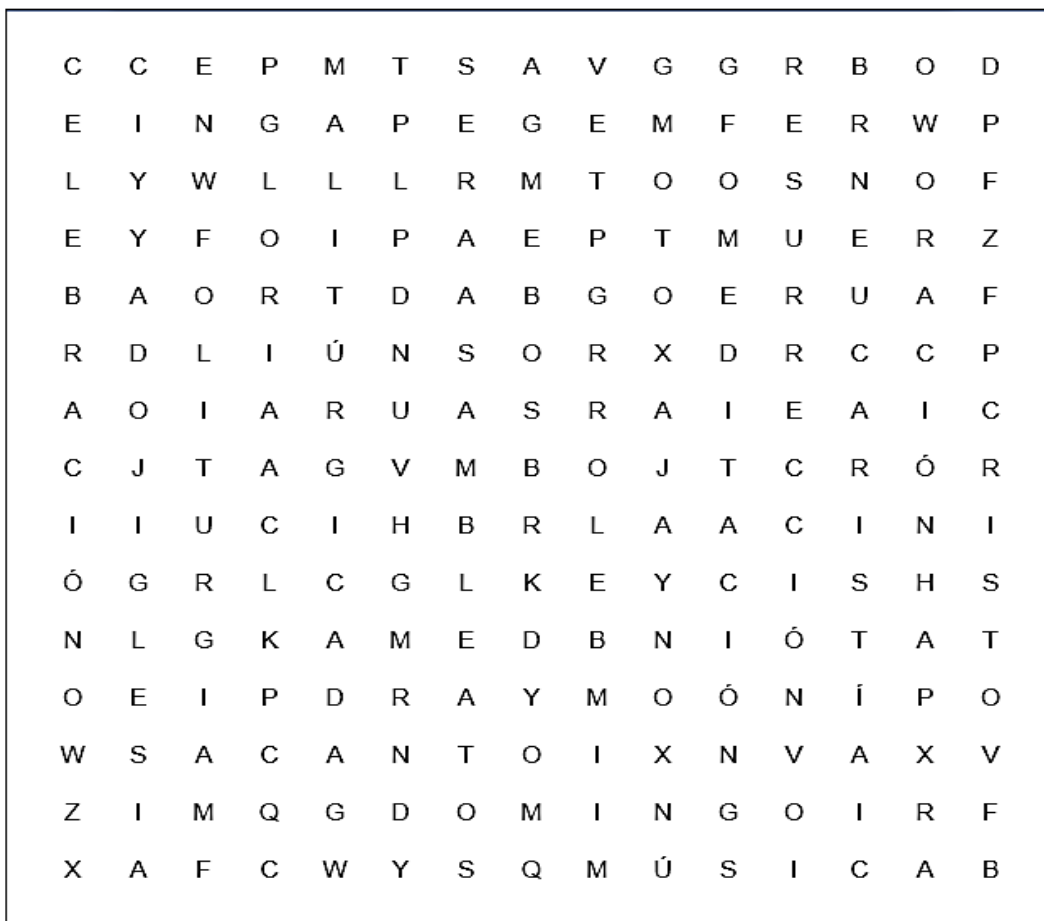 C C E P M T S A V G G R B O D
E I N G A P E G E M F E R W P
L Y W L L L R M T O O S N O F
E Y F O I P A E P T M U E R Z
B A O R T D A B G O E R U A F
R D L I Ú N S O R X D R C C P
A O I A R U A S R A I E A I C
C J T A G V M B O J T C R Ó R
I I U C I H B R L A A C I N I
Ó G R L C G L K E Y C I S H S
N L G K A M E D B N I Ó T A T
O E I P D R A Y M O Ó N Í P O
W S A C A N T O I X N V A X V
Z I M Q G D O M I N G O I R F
X A F C W Y S Q M Ú S I C A B